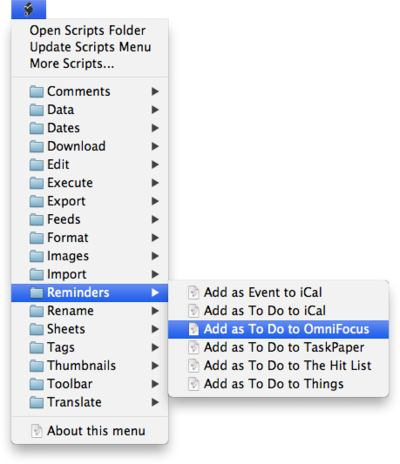 Open Scripts Folder
Update Scripts Menu
More Scripts...
Comments
Data
Dates
Download
Edit
Execute
Export
Feeds
Format
Images
Import
Reminders
Rename
Sheets
Tags
Thumbnails
Toolbar
Translate
About this menu
Add as Event to iCal
Add as To Do to iCal
Add as To Do to OmniFocus
Add as To Do to TaskPaper
Add as To Do to The Hit List
Add as To Do to Things